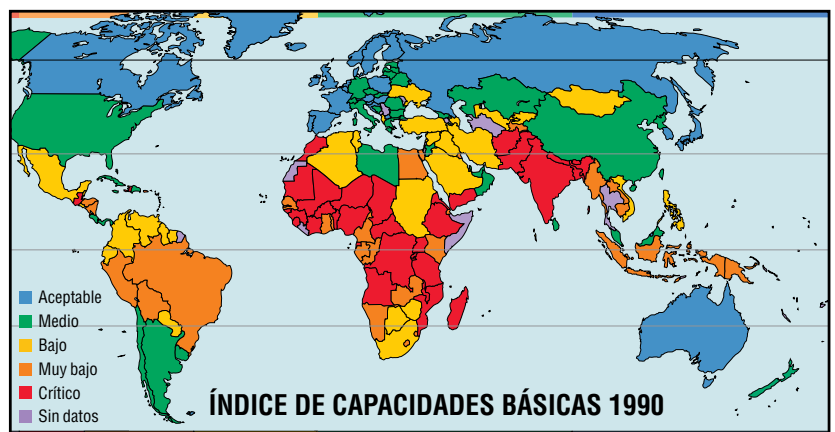 Aceptable
Medio
Bajo
Muy bajo
Crítico
Sin datos
ÍNDICE DE CAPACIDADES BÁSICAS 1990